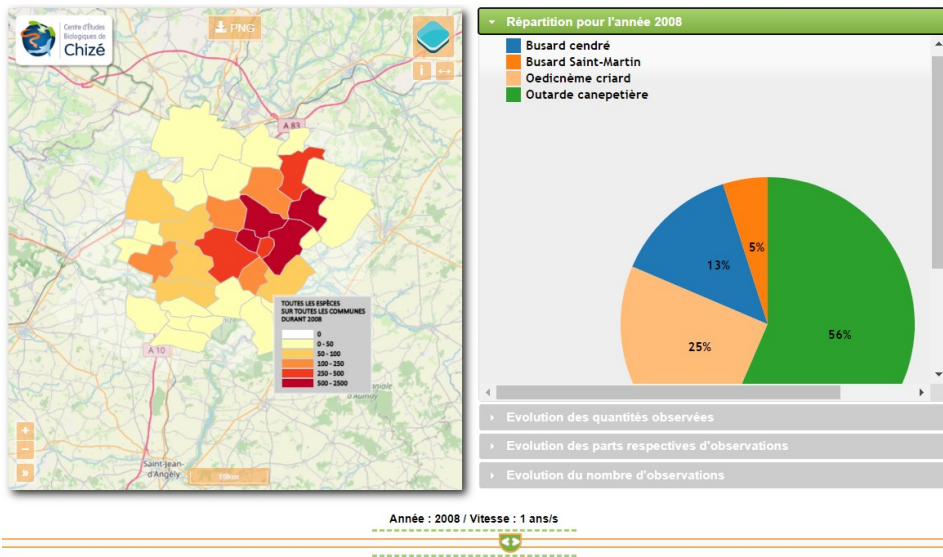 Centre d'Études
Biologiques de
Chizé
PNG
i
A 83
TOUTES LES ESPÈCES
SUR TOUTES LES COMMUNES
DURANT 2008
0
0 - 50
50 - 100
100 - 250
250 - 500
500 - 2500
A 10
Saint-Jean-
d'Angély
10km
+
−
»
Répartition pour l'année 2008
Busard cendré
Busard Saint-Martin
Oedicnème criard
Outarde canepetière
5%
13%
56%
25%
Evolution des quantités observées
Evolution des parts respectives d'observations
Evolution du nombre d'observations
Année : 2008 / Vitesse : 1 ans/s